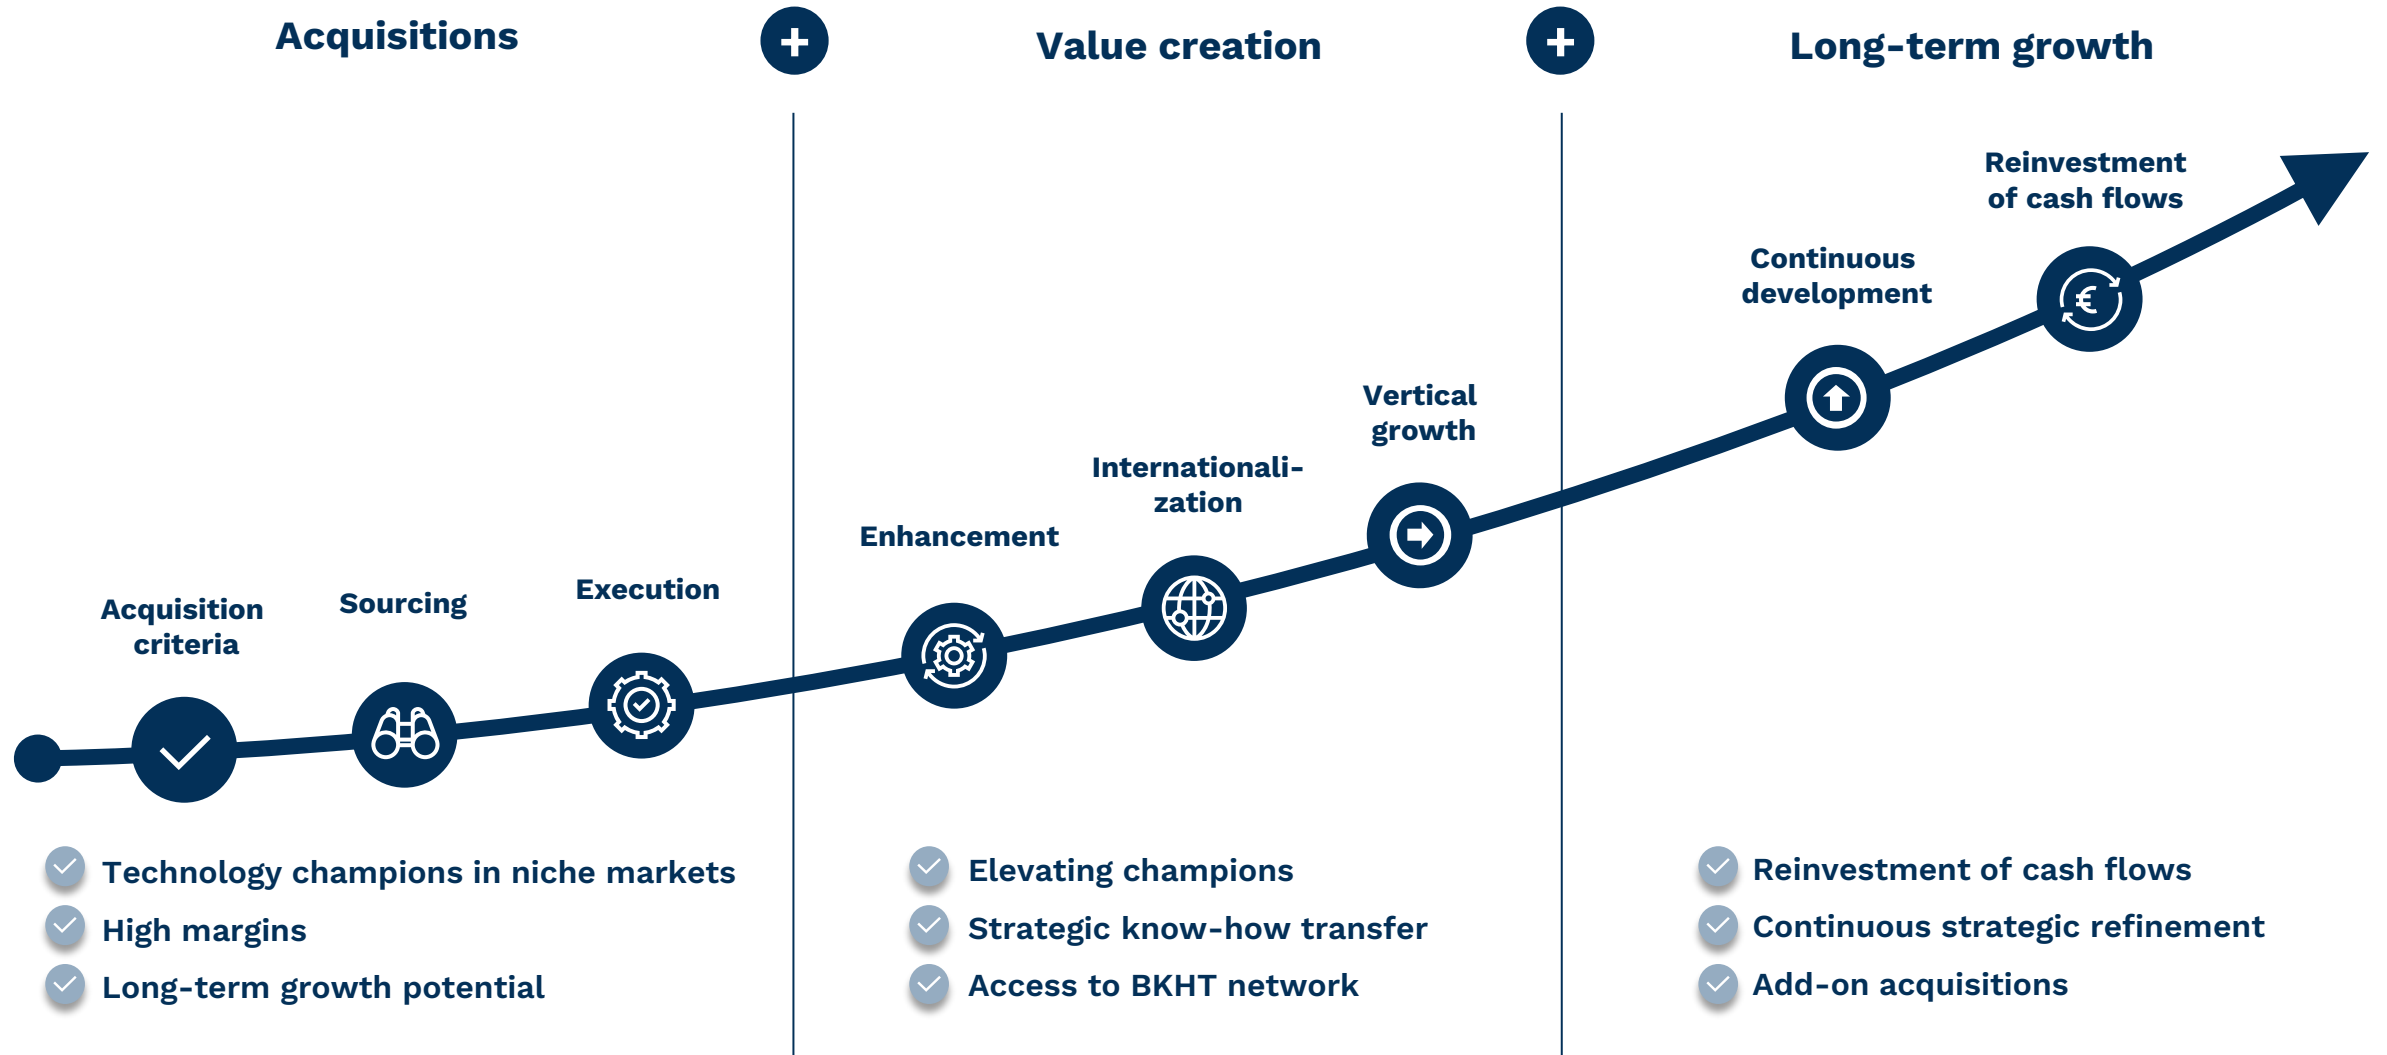 Acquisitions
Value creation
Long-term growth
Acquisition
criteria
Sourcing
Execution
Enhancement
Internationali-
zation
Vertical
growth
Continuous
development
Reinvestment
of cash flows
€
Technology champions in niche markets
High margins
Long-term growth potential
Elevating champions
Strategic know-how transfer
Access to BKHT network
Reinvestment of cash flows
Continuous strategic refinement
Add-on acquisitions